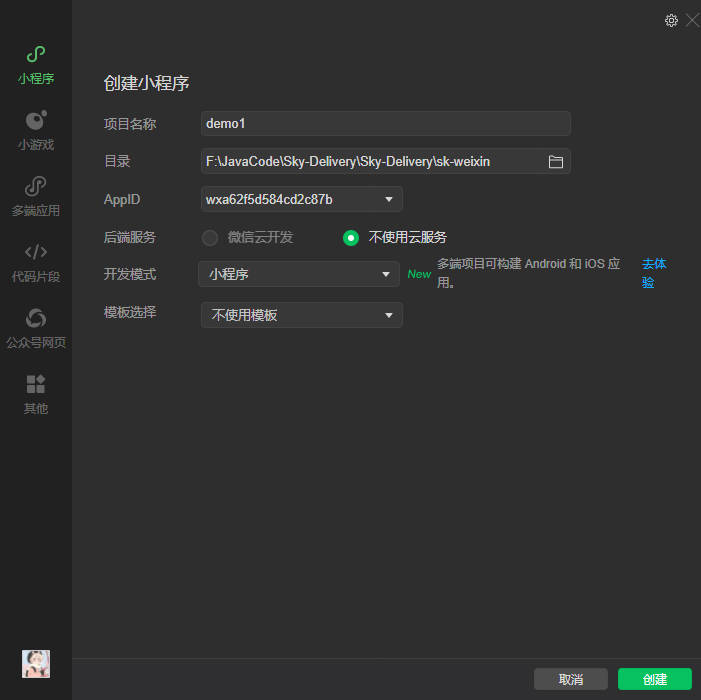 小程序
小游戏
多端应用
代码片段
公众号网页
其他
创建小程序
项目名称
demo1
目录
F:\JavaCode\Sky-Delivery\Sky-Delivery\sk-weixin
AppID
wxa62f5d584cd2c87b
后端服务
微信云开发
不使用云服务
开发模式
小程序
New
多端项目可构建 Android 和 iOS 应
用。
去体
验
模板选择
不使用模板
取消
创建